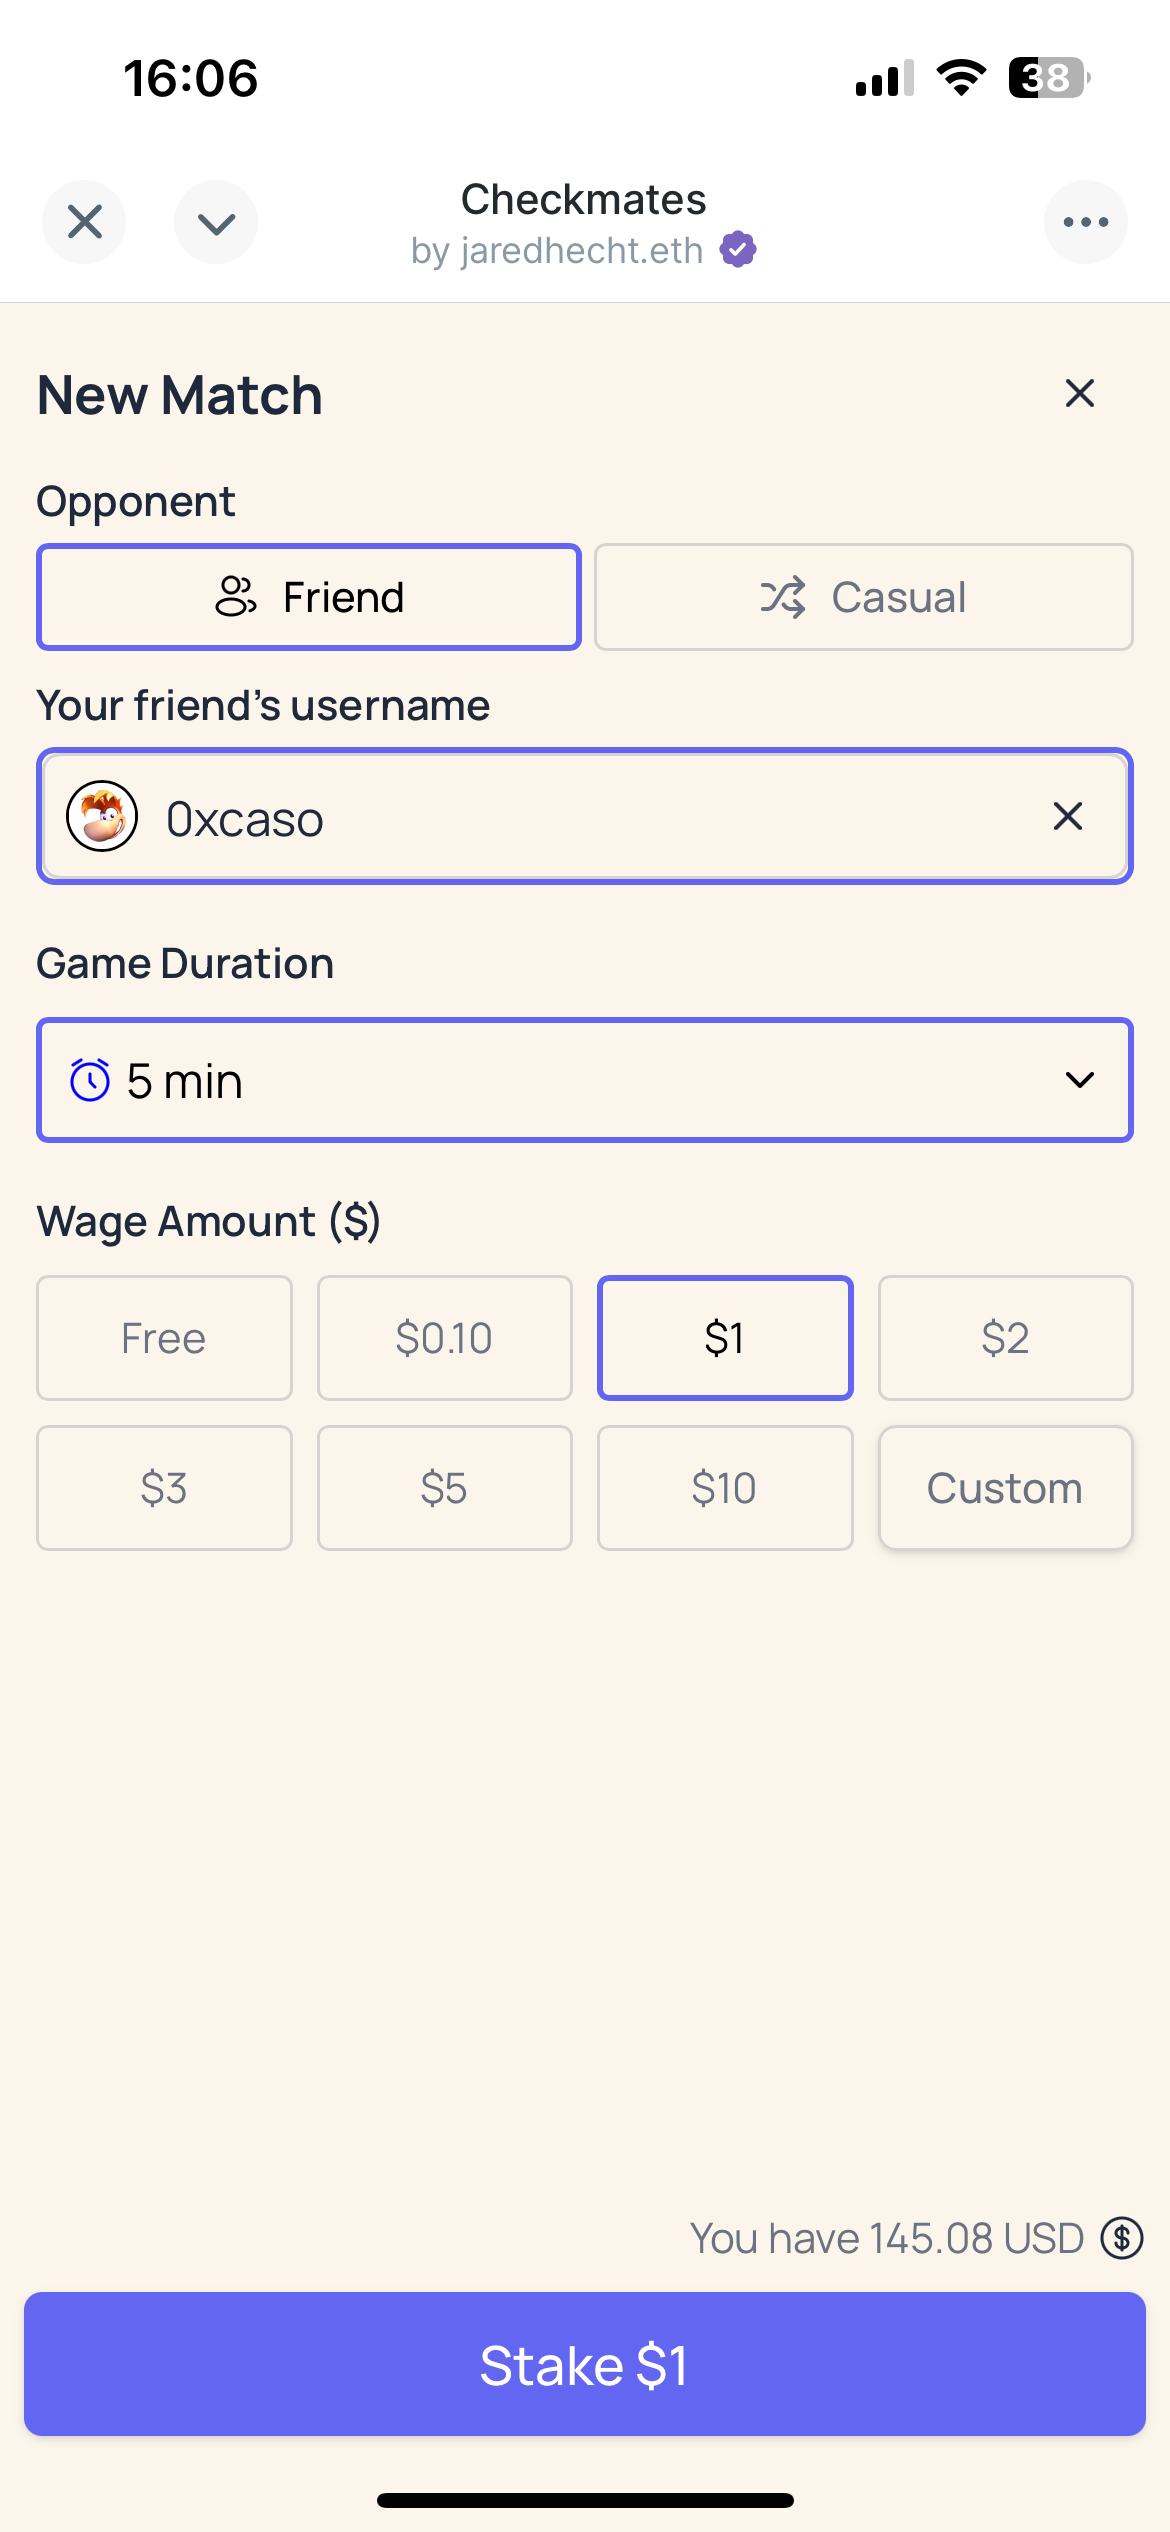 16:06
38
Checkmates
by jaredhecht.eth
New Match
Opponent
Friend
Casual
Your friend's username
0xcaso
Game Duration
5 min
Wage Amount ($)
Free
$0.10
$1
$2
$3
$5
$10
Custom
You have 145.08 USD
Stake $1